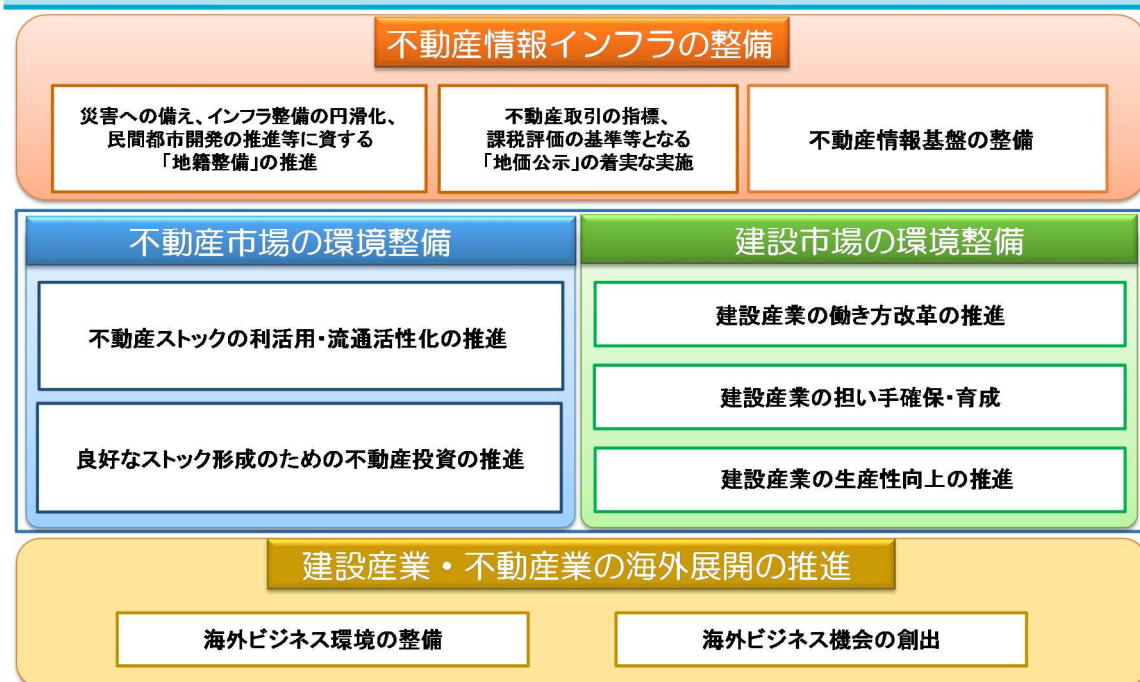 不動産情報インフラの整備
災害への備え、インフラ整備の円滑化、
民間都市開発の推進等に資する
「地籍整備」の推進
不動産取引の指標、
課税評価の基準等となる
「地価公示」の着実な実施
不動産情報基盤の整備
不動産市場の環境整備
不動産ストックの利活用・流通活性化の推進
良好なストック形成のための不動産投資の推進
建設市場の環境整備
建設産業の働き方改革の推進
建設産業の担い手確保・育成
建設産業の生産性向上の推進
建設産業・不動産業の海外展開の推進
海外ビジネス環境の整備
海外ビジネス機会の創出